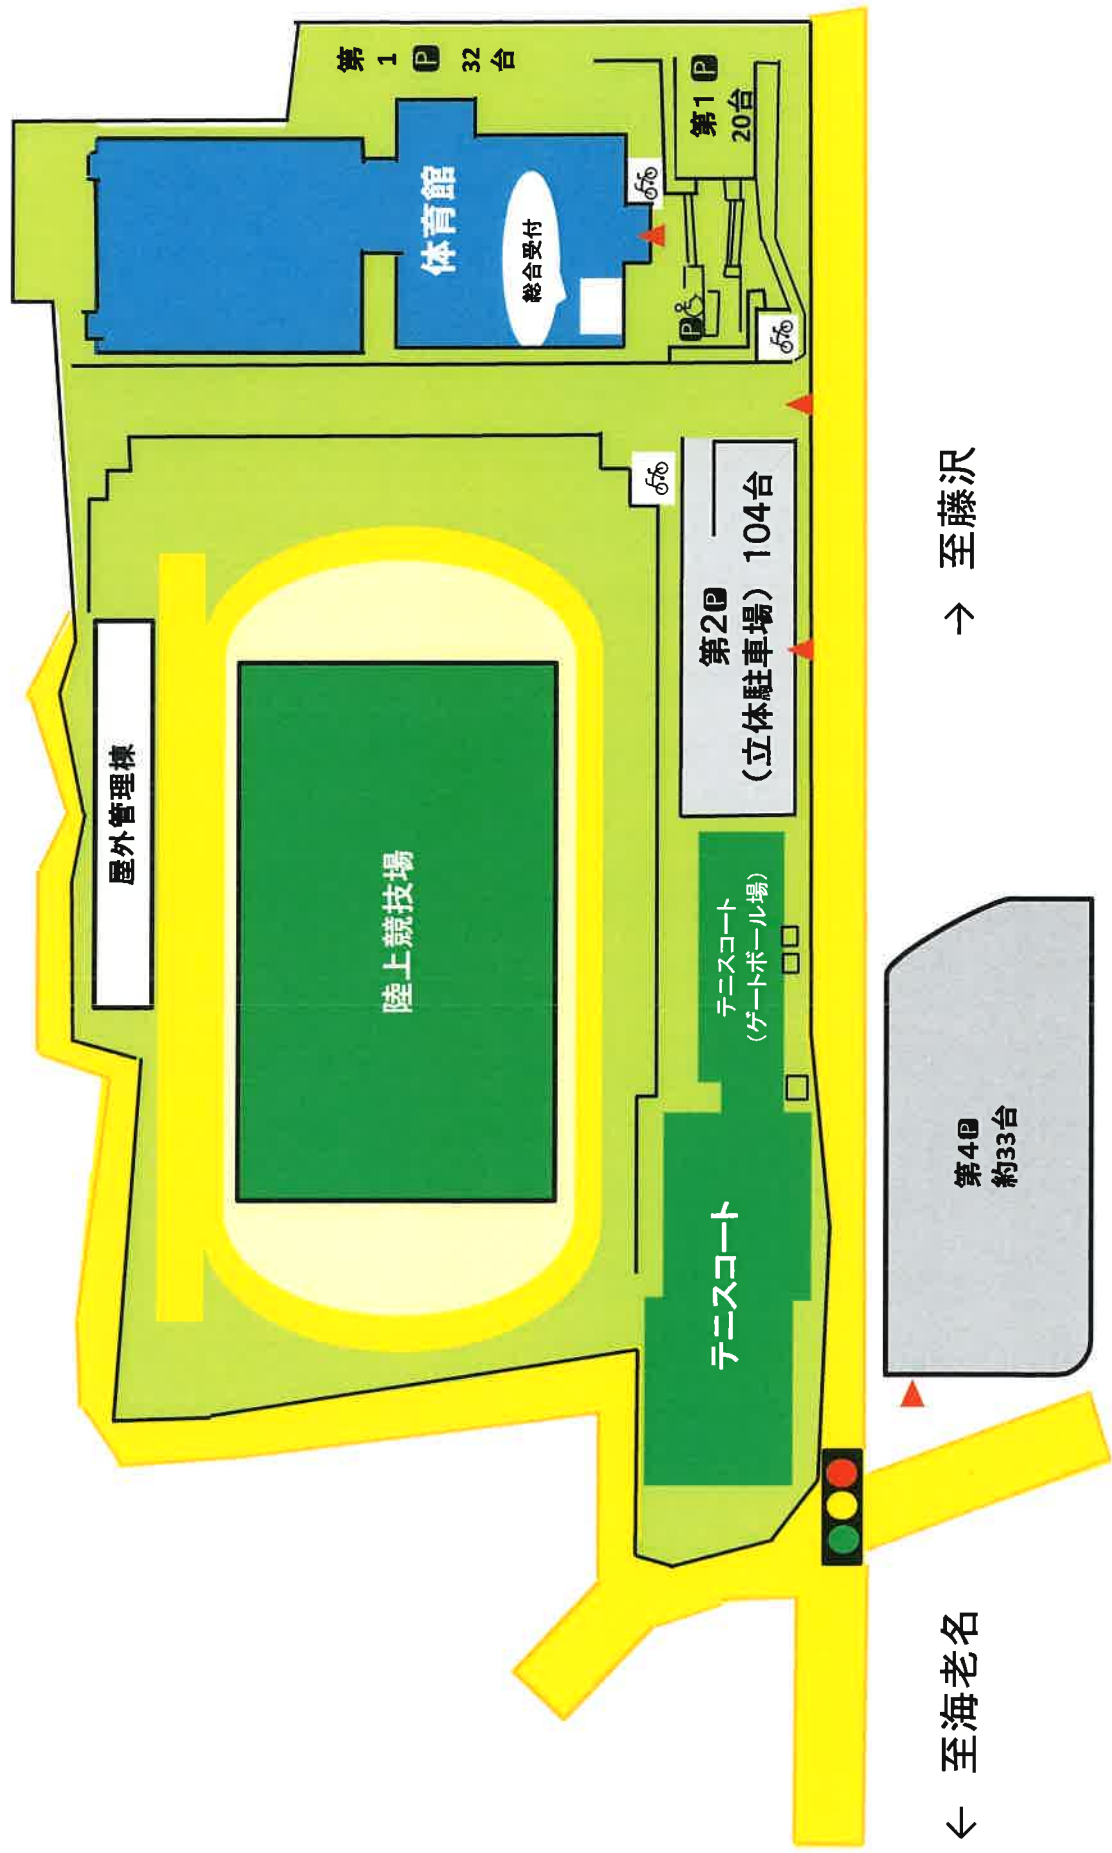 屋外管理棟
陸上競技場
体育館
総合受付
第1 P 32台
第1 P
20台
P
第2P
(立体駐車場) 104台
テニスコート
(ゲートボール場)
テニスコート
第4P
約33台
← 至海老名
→ 至藤沢